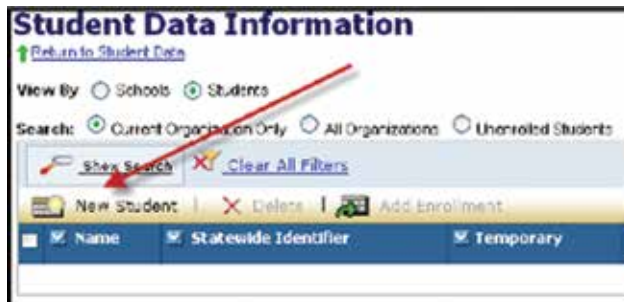 Student Data Information
Return to Student Data
View By Schools Students
Search: Current Organization Only All Organizations Unenrolled Students
Show Search Clear All Filters
New Student | Delete | Add Enrollment
Name Statewide Identifier Temporary